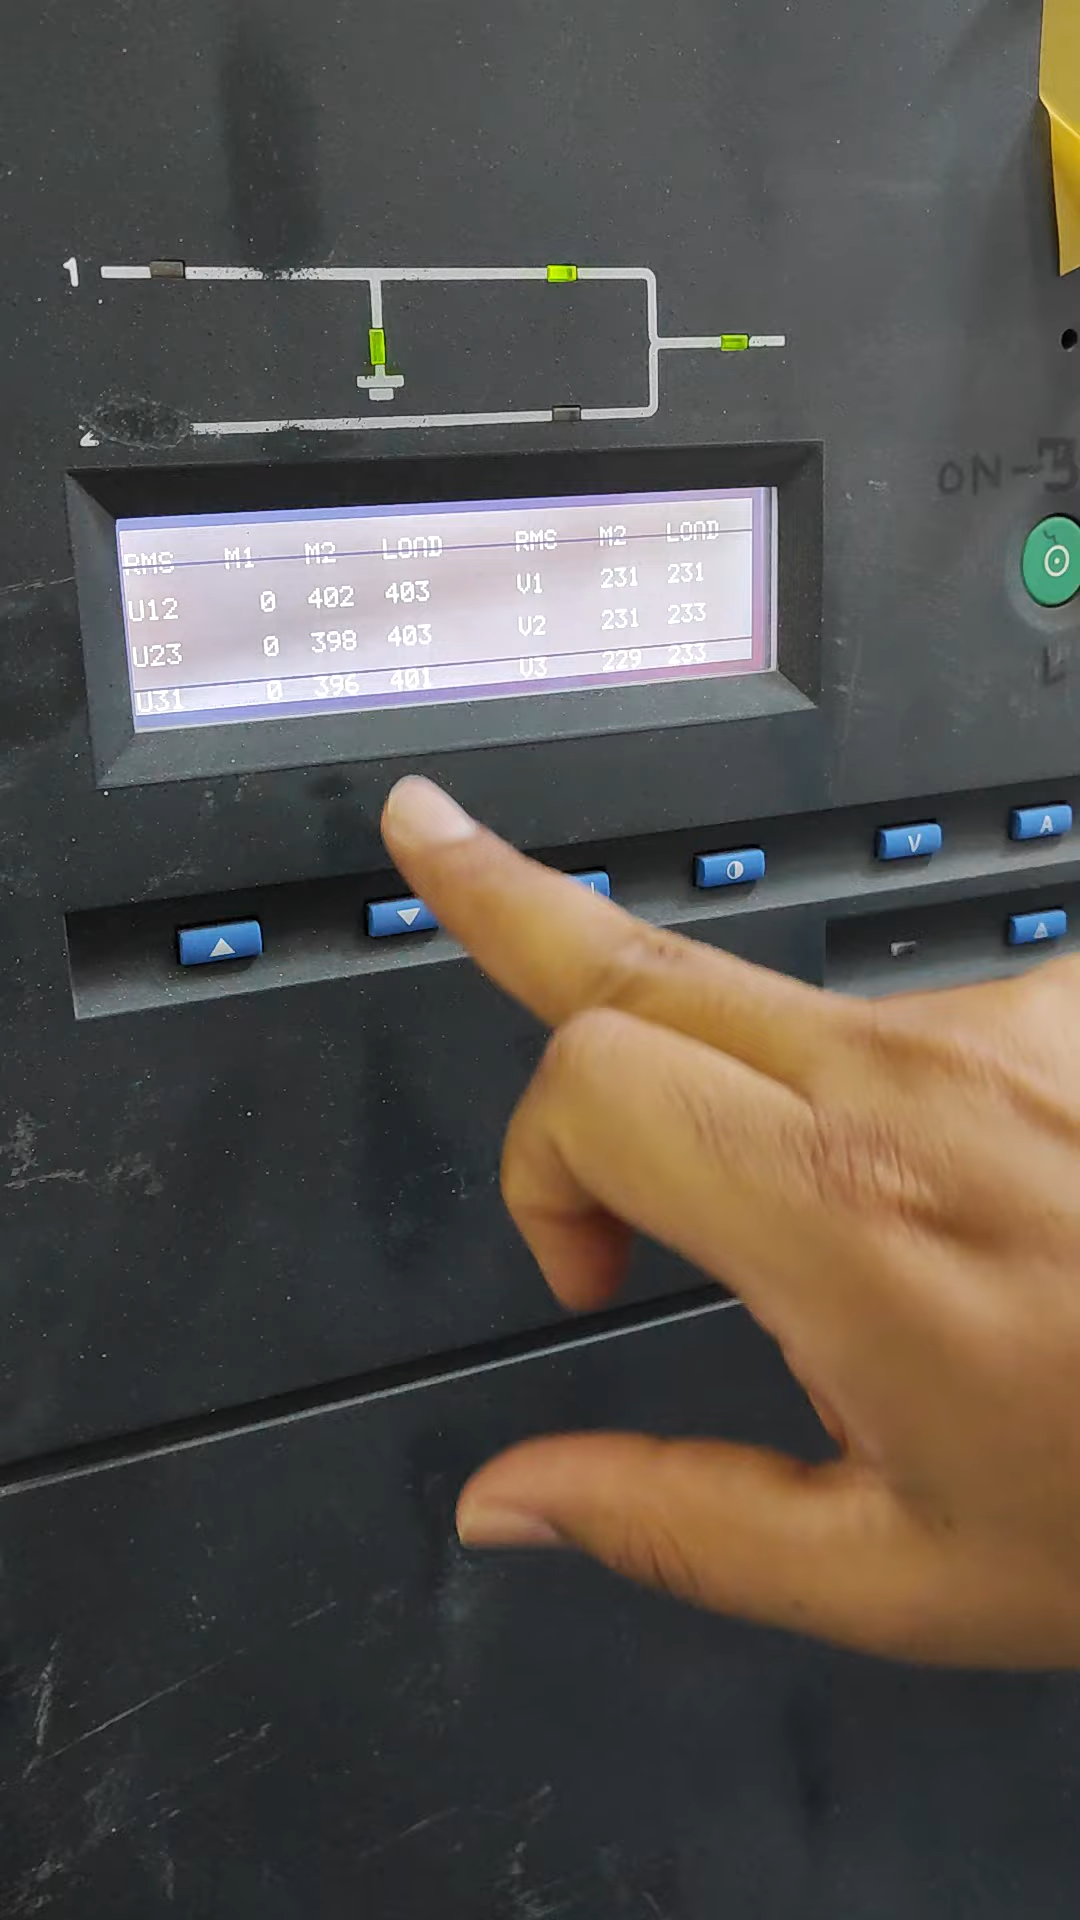 1
2
RMS M1 M2 LOAD RMS M2 LOAD
U12 0 402 403 V1 231 231
U23 0 398 403 V2 231 233
U31 0 396 401 V3 229 233
ON-
V
A